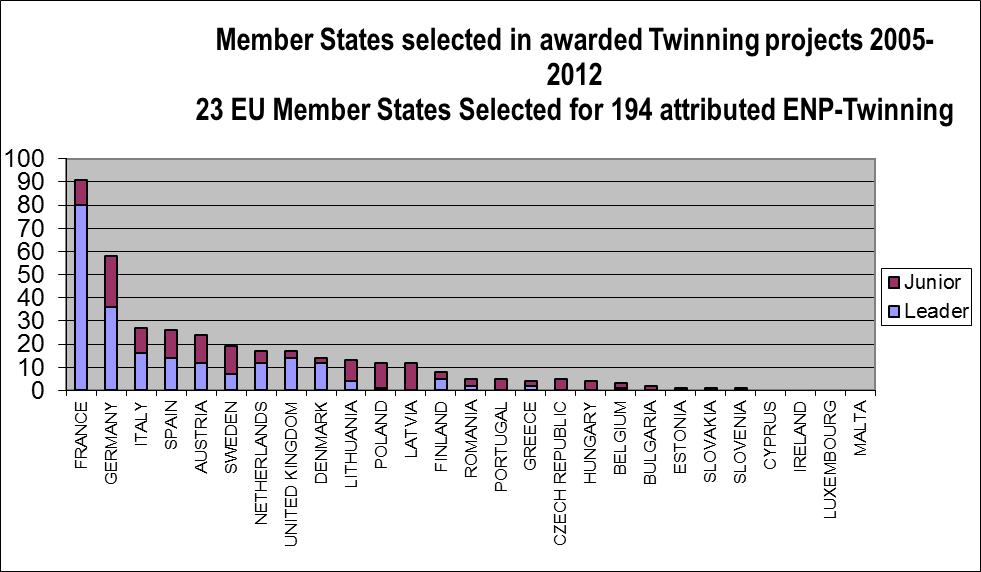 Member States selected in awarded Twinning projects 2005-
2012
23 EU Member States Selected for 194 attributed ENP-Twinning
100
90
80
70
60
50
40
30
20
10
0
FRANCE
GERMANY
ITALY
SPAIN
AUSTRIA
SWEDEN
NETHERLANDS
UNITED KINGDOM
DENMARK
LITHUANIA
POLAND
LATVIA
FINLAND
ROMANIA
PORTUGAL
GREECE
CZECH REPUBLIC
HUNGARY
BELGIUM
BULGARIA
ESTONIA
SLOVAKIA
SLOVENIA
CYPRUS
IRELAND
LUXEMBOURG
MALTA
Junior
Leader